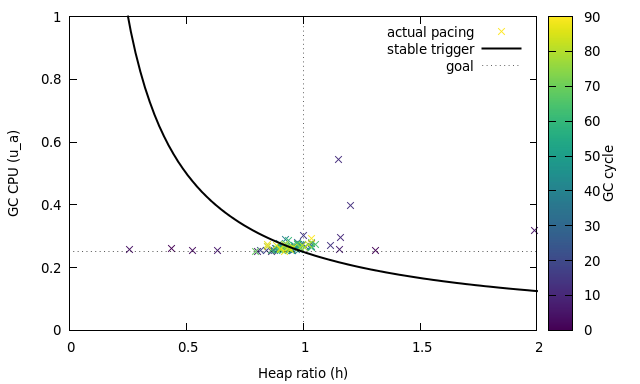 actual pacing
stable trigger
goal
GC CPU (u_a)
1
0.8
0.6
0.4
0.2
0
0 0.5 1 1.5 2
Heap ratio (h)
90
80
70
60
50
40
30
20
10
0
GC cycle